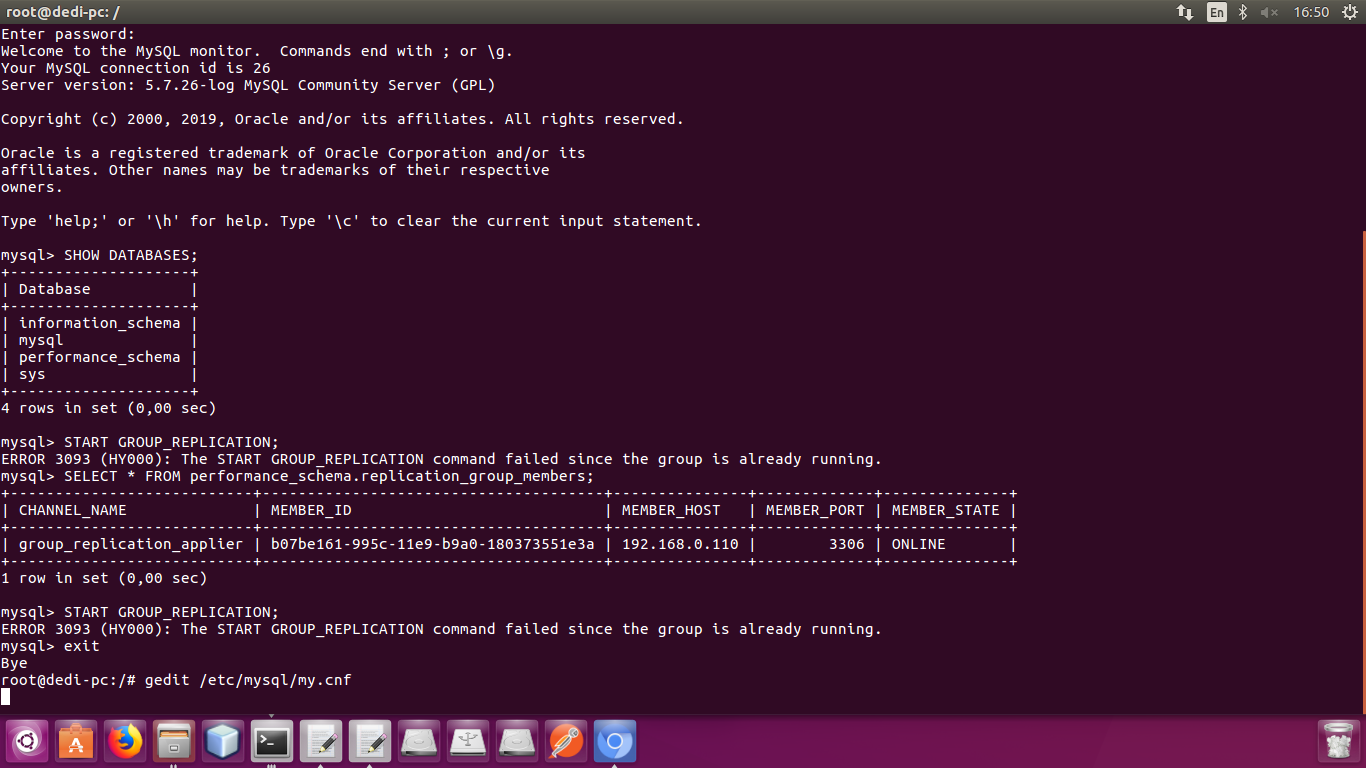 root@dedi-pc: /
En
16:50
Enter password:
Welcome to the MySQL monitor.  Commands end with ; or \g.
Your MySQL connection id is 26
Server version: 5.7.26-log MySQL Community Server (GPL)

Copyright (c) 2000, 2019, Oracle and/or its affiliates. All rights reserved.

Oracle is a registered trademark of Oracle Corporation and/or its
affiliates. Other names may be trademarks of their respective
owners.

Type 'help;' or '\h' for help. Type '\c' to clear the current input statement.

mysql> SHOW DATABASES;
+--------------------+
| Database           |
+--------------------+
| information_schema |
| mysql              |
| performance_schema |
| sys                |
+--------------------+
4 rows in set (0,00 sec)

mysql> START GROUP_REPLICATION;
ERROR 3093 (HY000): The START GROUP_REPLICATION command failed since the group is already running.
mysql> SELECT * FROM performance_schema.replication_group_members;
+---------------------------+--------------------------------------+---------------+-------------+--------------+
| CHANNEL_NAME              | MEMBER_ID                            | MEMBER_HOST   | MEMBER_PORT | MEMBER_STATE |
+---------------------------+--------------------------------------+---------------+-------------+--------------+
| group_replication_applier | b07be161-995c-11e9-b9a0-180373551e3a | 192.168.0.110 |        3306 | ONLINE       |
+---------------------------+--------------------------------------+---------------+-------------+--------------+
1 row in set (0,00 sec)

mysql> START GROUP_REPLICATION;
ERROR 3093 (HY000): The START GROUP_REPLICATION command failed since the group is already running.
mysql> exit
Bye
root@dedi-pc:/# gedit /etc/mysql/my.cnf